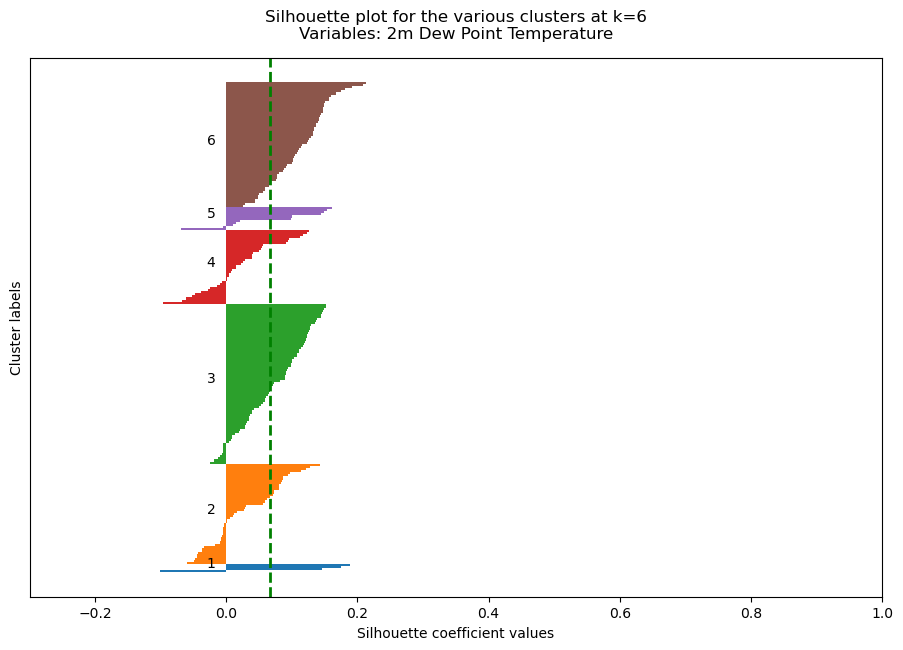 Silhouette plot for the various clusters at k=6
Variables: 2m Dew Point Temperature
6
5
4
3
2
1
Cluster labels
−0.2 0.0 0.2 0.4 0.6 0.8 1.0
Silhouette coefficient values